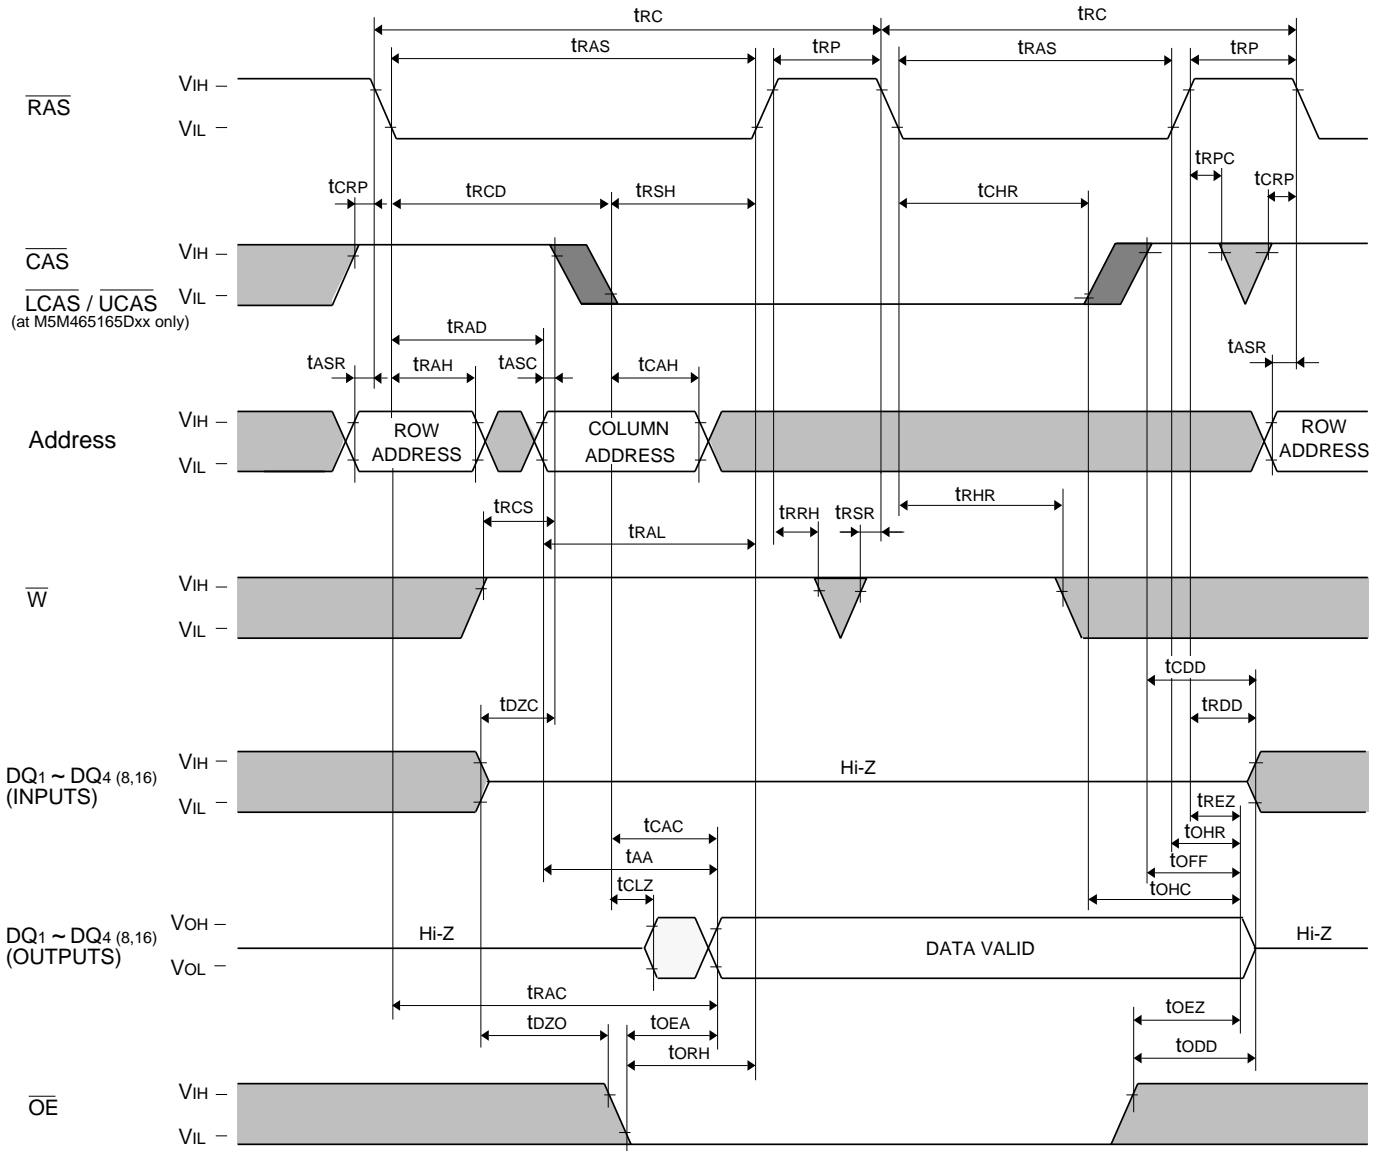 tRC tRC
tRAS tRP tRAS tRP
RAS VIH
VIL
tCRP tRCD tRSH tCHR tRPC tCRP
CAS VIH
LCAS / UCAS VIL
(at M5M465165Dxx only)
tRAD
tASR tRAH tASC tCAH tASR
Address VIH
VIL
ROW ADDRESS
COLUMN ADDRESS
ROW ADDRESS
tRCS tRRH tRSR tRHR
tRAL
W VIH
VIL
tCDD
tDZC tRDD
DQ1 ~ DQ4 (8,16) VIH Hi-Z
(INPUTS) VIL
tREZ
tCAC tOHR
tAA tOFF
tCLZ tOHC
DQ1 ~ DQ4 (8,16) VOH Hi-Z DATA VALID Hi-Z
(OUTPUTS) VOL
tRAC
tDZO tOEA tOEZ
tORH tODD
OE VIH
VIL